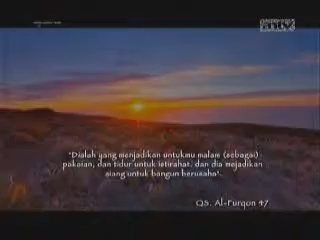 "Dialah yang menjadikan untukmu malam (sebagai)
pakaian, dan tidur untuk istirahat, dan dia mejadikan
siang untuk bangun berusaha".
QS. Al-Furqon 47